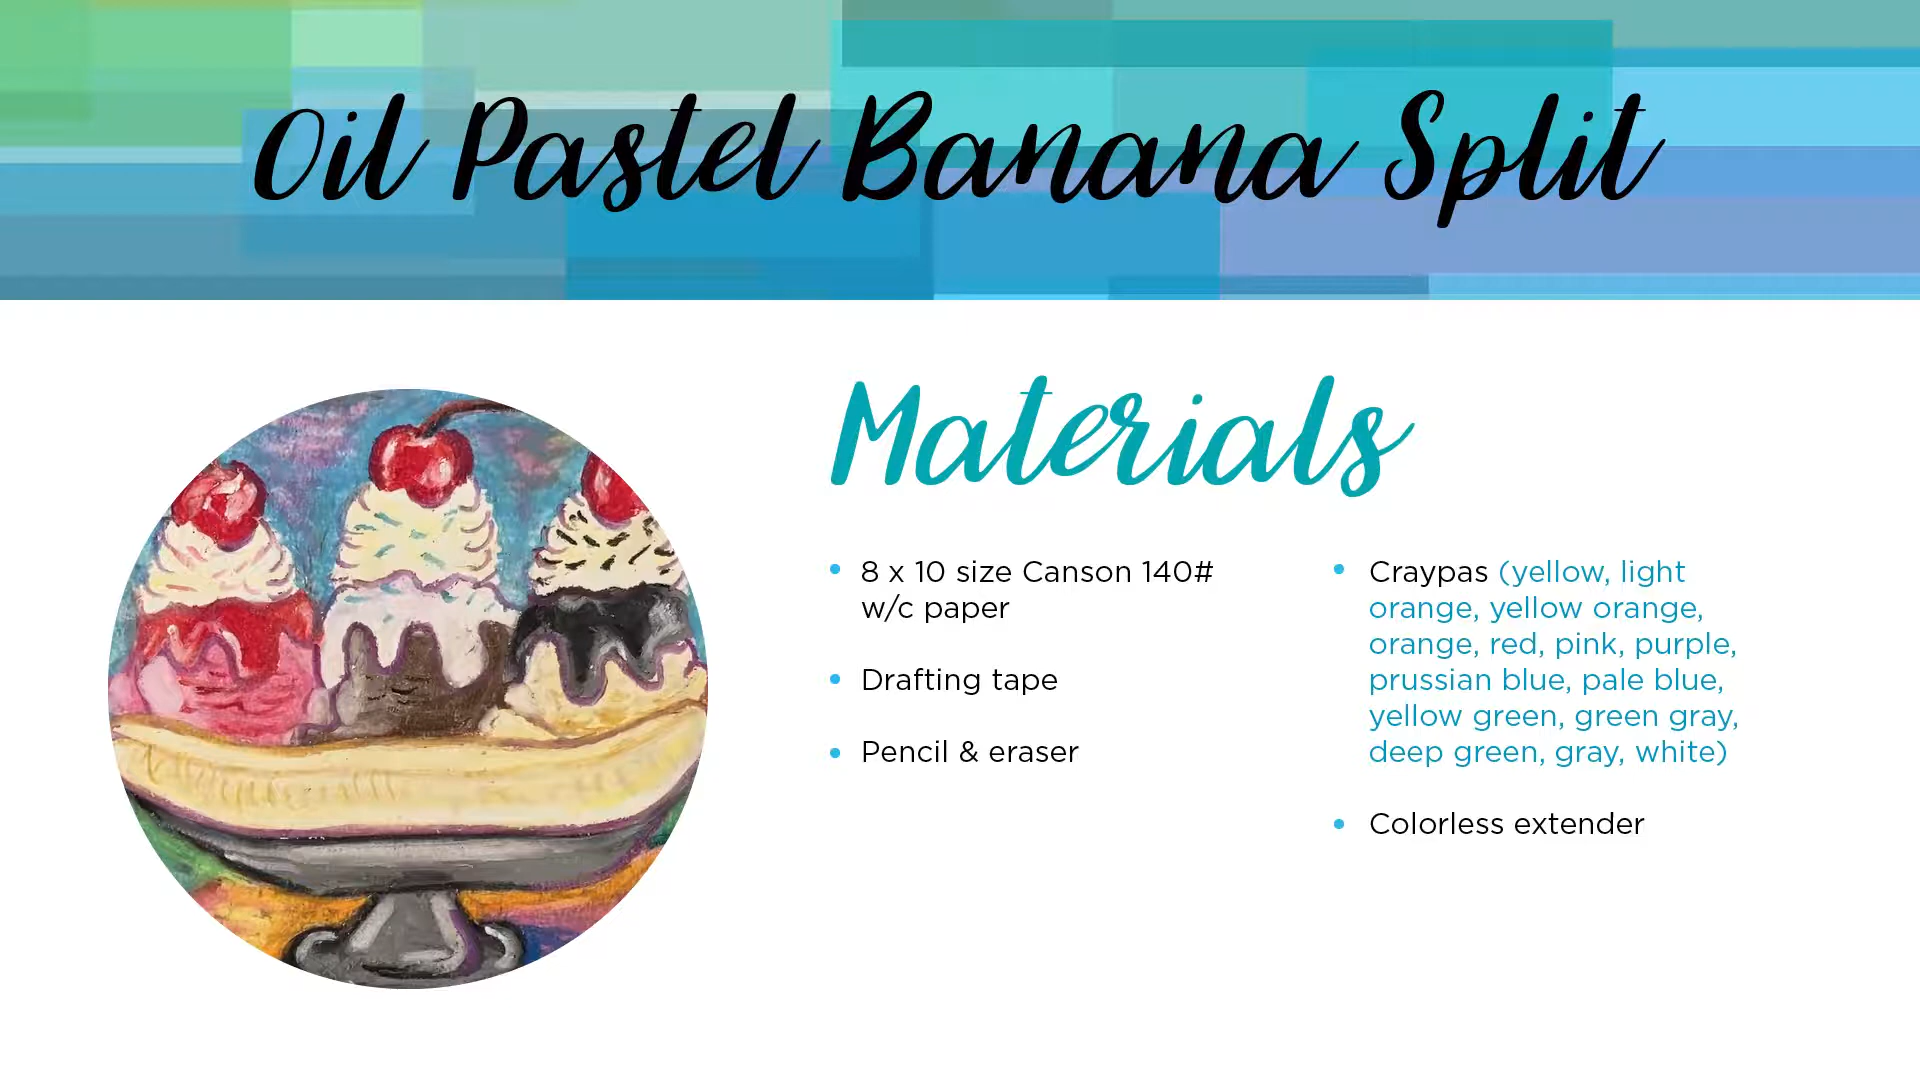 Oil Pastel Banana Split
Materials
8 x 10 size Canson 140#
w/c paper
Drafting tape
Pencil & eraser
Craypas (yellow, light
orange, yellow orange,
orange, red, pink, purple,
prussian blue, pale blue,
yellow green, green gray,
deep green, gray, white)
Colorless extender